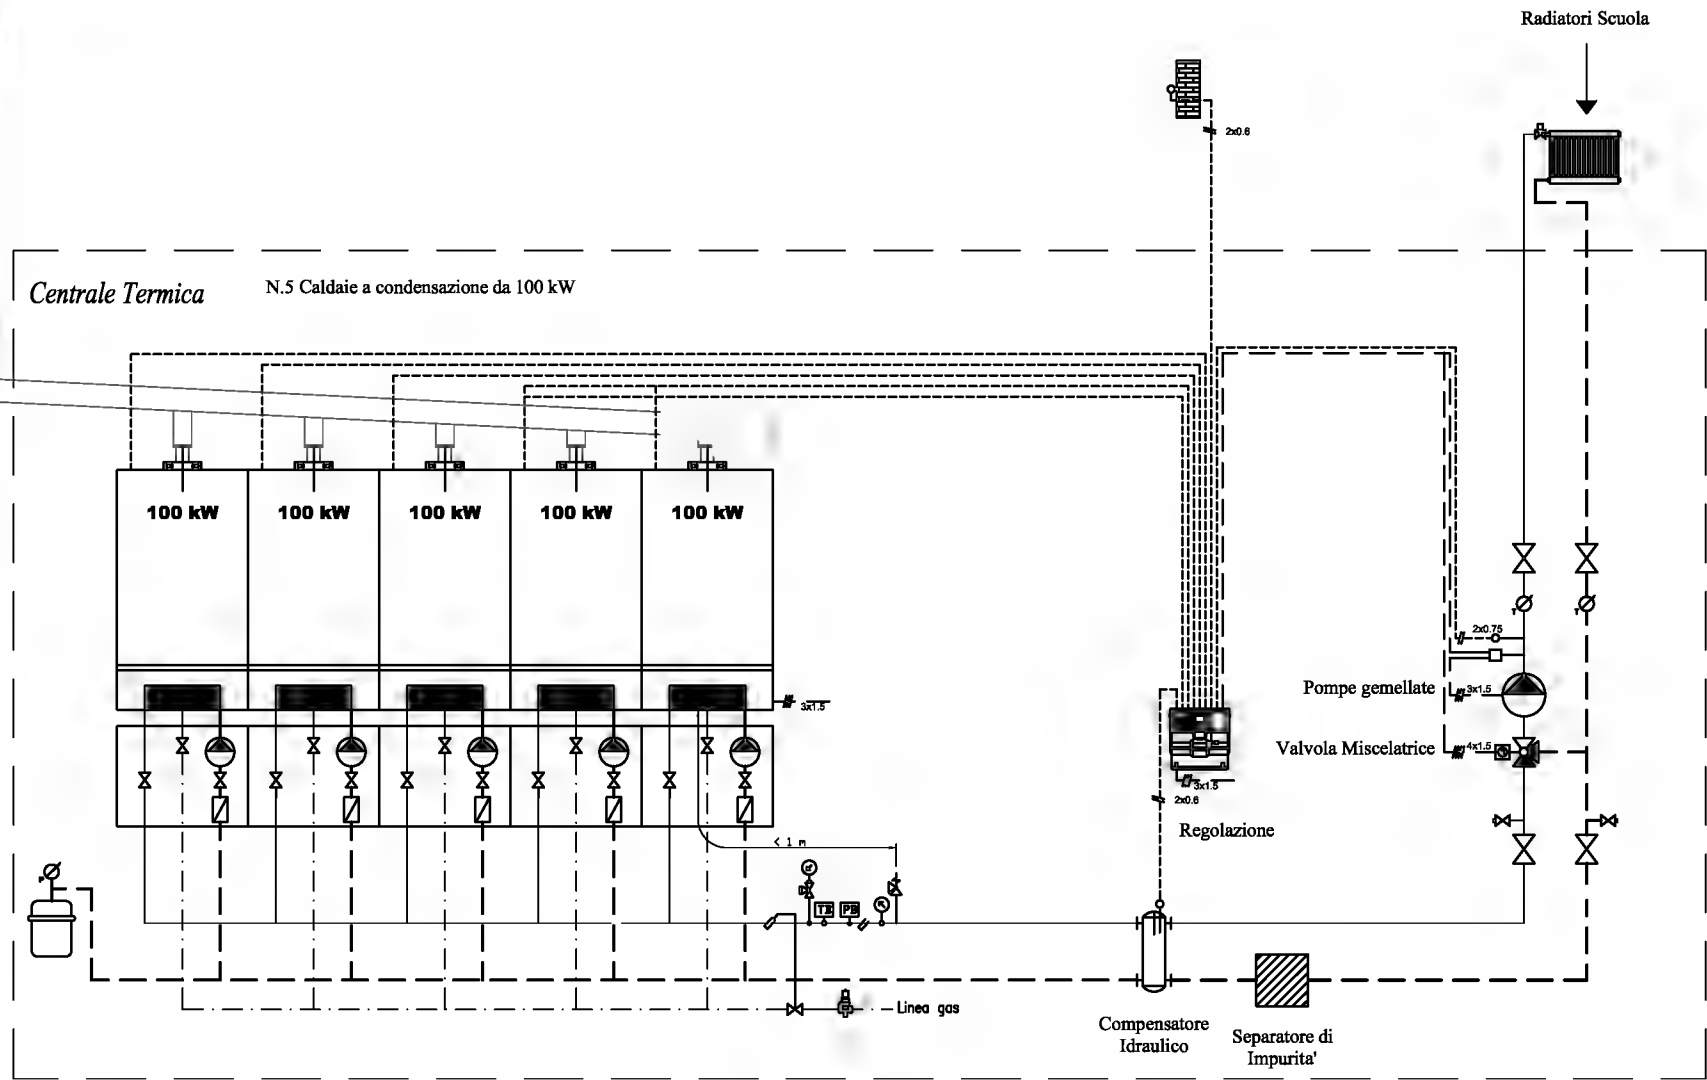 Radiatori Scuola
2x0.6
Centrale Termica
N.5 Caldaie a condensazione da 100 kW
100 kW
100 kW
100 kW
100 kW
100 kW
T
T
2x0.75
Pompe gemellate
3x1.5
3x1.5
Valvola Miscelatrice
4x1.5
3x1.5
2x0.6
Regolazione
< 1 m
P
TB
PB
Linea gas
Compensatore
Idraulico
Separatore di
Impurita'